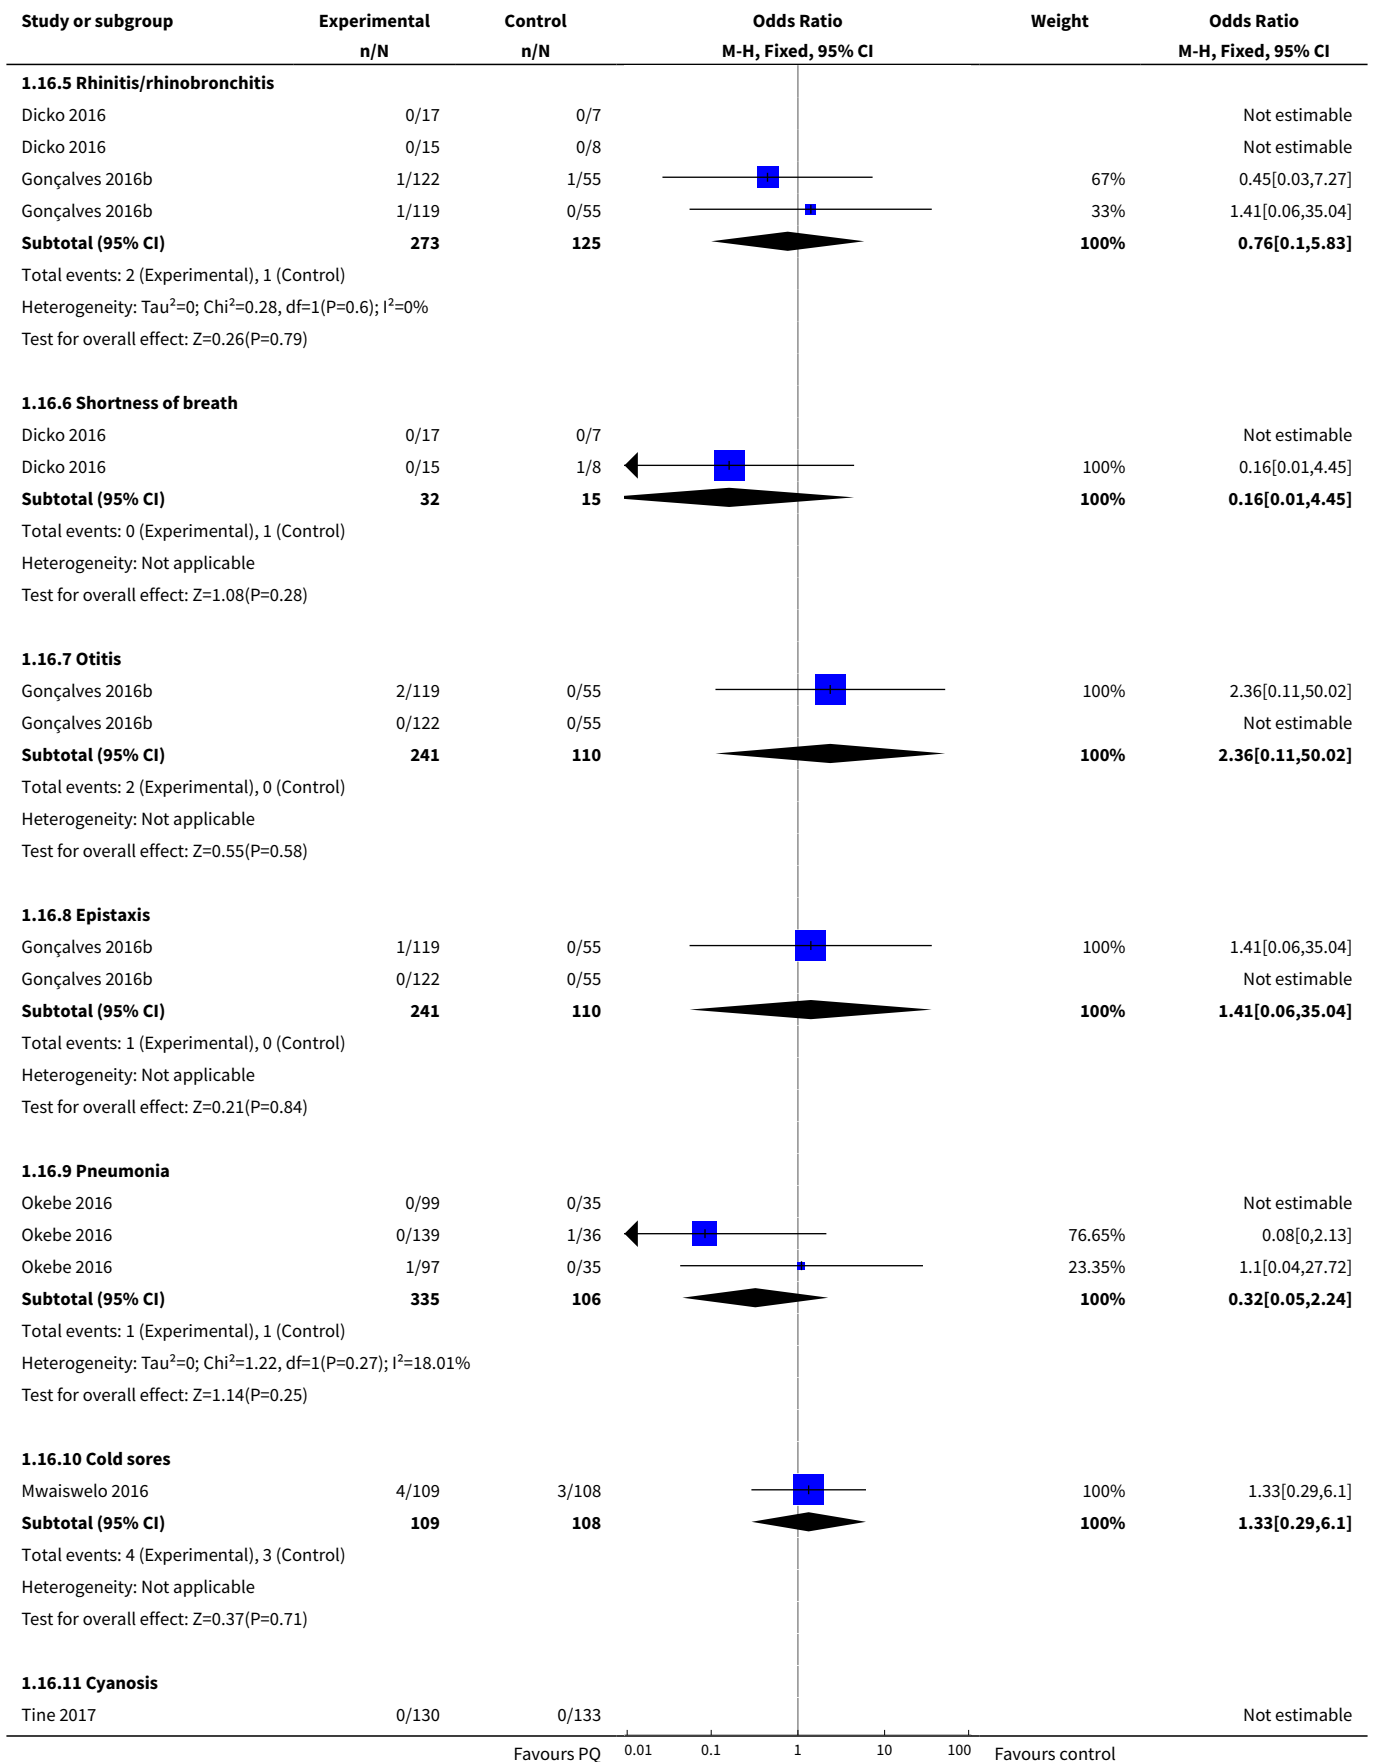 Study or subgroup Experimental Control Odds Ratio Weight Odds Ratio
n/N n/N M-H, Fixed, 95% CI M-H, Fixed, 95% CI
1.16.5 Rhinitis/rhinobronchitis
Dicko 2016 0/17 0/7 Not estimable
Dicko 2016 0/15 0/8 Not estimable
Gonçalves 2016b 1/122 1/55 67% 0.45[0.03,7.27]
Gonçalves 2016b 1/119 0/55 33% 1.41[0.06,35.04]
Subtotal (95% CI) 273 125 100% 0.76[0.1,5.83]
Total events: 2 (Experimental), 1 (Control)
Heterogeneity: Tau²=0; Chi²=0.28, df=1(P=0.6); I²=0%
Test for overall effect: Z=0.26(P=0.79)
1.16.6 Shortness of breath
Dicko 2016 0/17 0/7 Not estimable
Dicko 2016 0/15 1/8 100% 0.16[0.01,4.45]
Subtotal (95% CI) 32 15 100% 0.16[0.01,4.45]
Total events: 0 (Experimental), 1 (Control)
Heterogeneity: Not applicable
Test for overall effect: Z=1.08(P=0.28)
1.16.7 Otitis
Gonçalves 2016b 2/119 0/55 100% 2.36[0.11,50.02]
Gonçalves 2016b 0/122 0/55 Not estimable
Subtotal (95% CI) 241 110 100% 2.36[0.11,50.02]
Total events: 2 (Experimental), 0 (Control)
Heterogeneity: Not applicable
Test for overall effect: Z=0.55(P=0.58)
1.16.8 Epistaxis
Gonçalves 2016b 1/119 0/55 100% 1.41[0.06,35.04]
Gonçalves 2016b 0/122 0/55 Not estimable
Subtotal (95% CI) 241 110 100% 1.41[0.06,35.04]
Total events: 1 (Experimental), 0 (Control)
Heterogeneity: Not applicable
Test for overall effect: Z=0.21(P=0.84)
1.16.9 Pneumonia
Okebe 2016 0/99 0/35 Not estimable
Okebe 2016 0/139 1/36 76.65% 0.08[0,2.13]
Okebe 2016 1/97 0/35 23.35% 1.1[0.04,27.72]
Subtotal (95% CI) 335 106 100% 0.32[0.05,2.24]
Total events: 1 (Experimental), 1 (Control)
Heterogeneity: Tau²=0; Chi²=1.22, df=1(P=0.27); I²=18.01%
Test for overall effect: Z=1.14(P=0.25)
1.16.10 Cold sores
Mwaiswelo 2016 4/109 3/108 100% 1.33[0.29,6.1]
Subtotal (95% CI) 109 108 100% 1.33[0.29,6.1]
Total events: 4 (Experimental), 3 (Control)
Heterogeneity: Not applicable
Test for overall effect: Z=0.37(P=0.71)
1.16.11 Cyanosis
Tine 2017 0/130 0/133 Not estimable
Favours PQ 0.01 0.1 1 10 100 Favours control